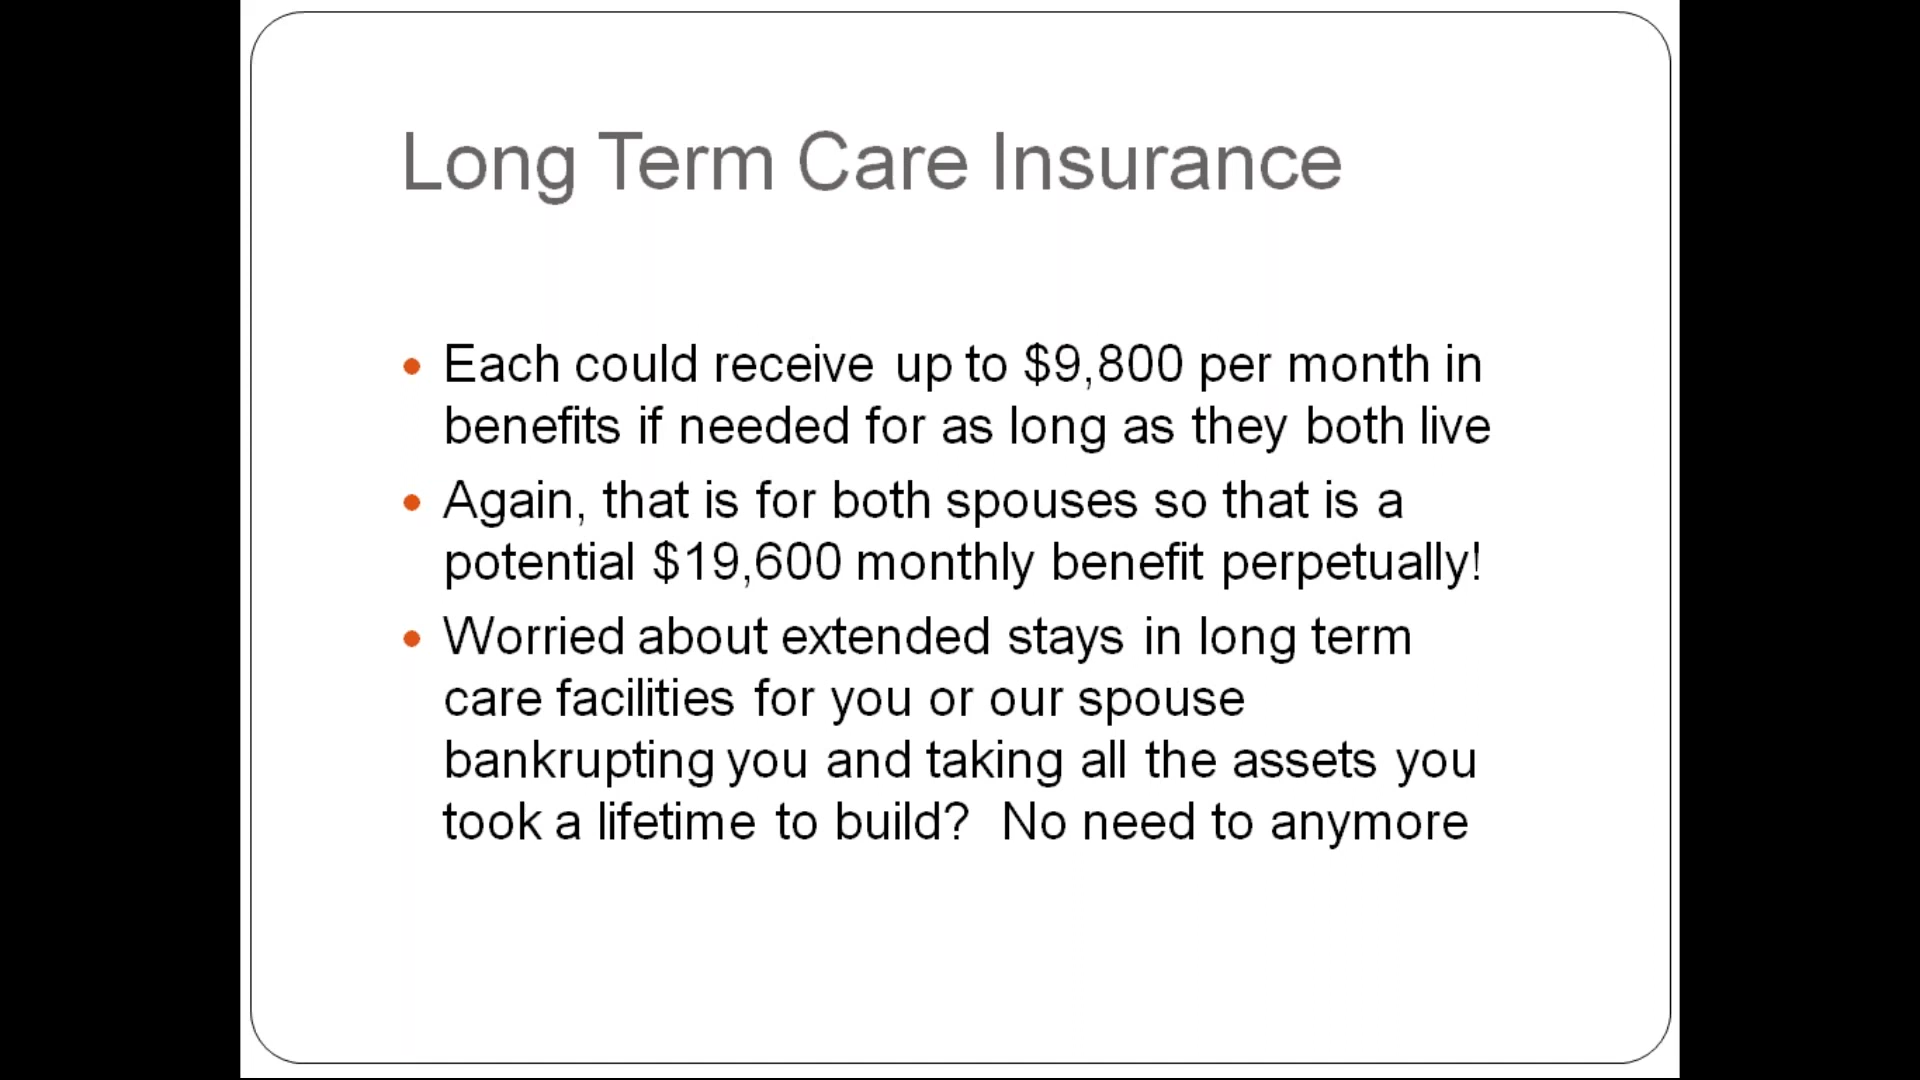 Long Term Care Insurance
Each could receive up to $9,800 per month in
benefits if needed for as long as they both live
Again, that is for both spouses so that is a
potential $19,600 monthly benefit perpetually!
Worried about extended stays in long term
care facilities for you or our spouse
bankrupting you and taking all the assets you
took a lifetime to build?  No need to anymore